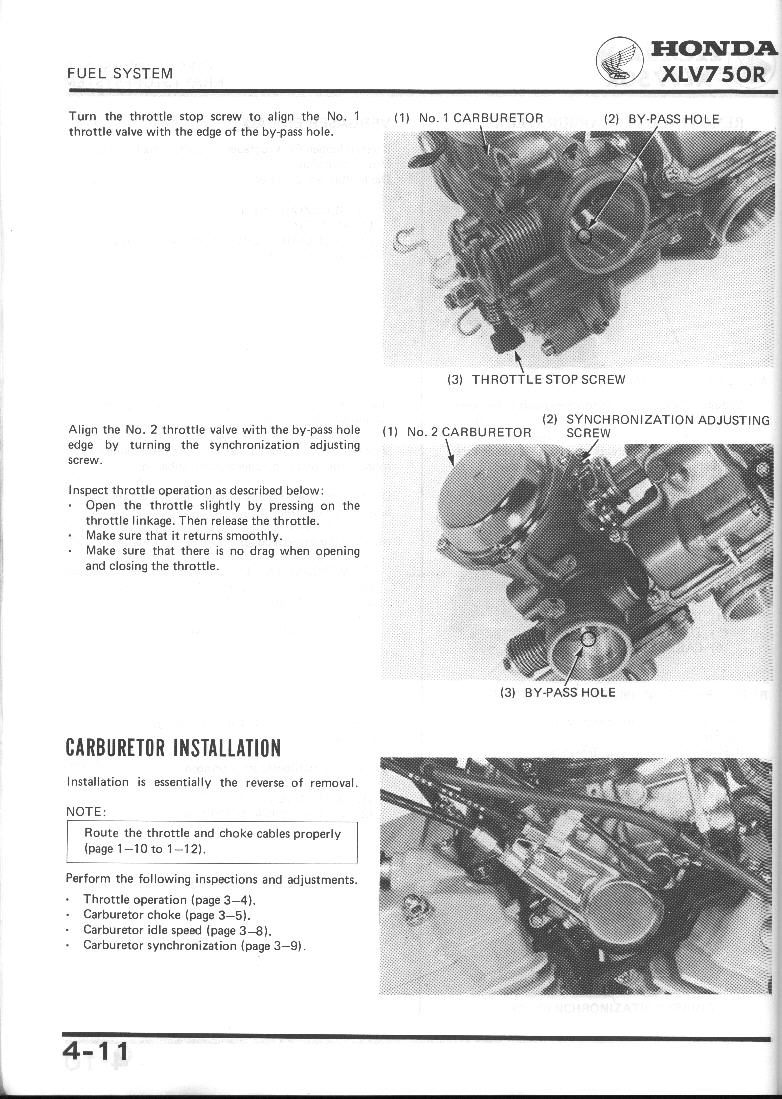 FUEL SYSTEM
HONDA
XLV750R
Turn the throttle stop screw to align the No. 1
throttle valve with the edge of the by-pass hole.
(1) No. 1 CARBURETOR
(2) BY-PASS HOLE
(3) THROTTLE STOP SCREW
Align the No. 2 throttle valve with the by-pass hole
edge by turning the synchronization adjusting
screw.
Inspect throttle operation as described below:
· Open the throttle slightly by pressing on the
throttle linkage. Then release the throttle.
· Make sure that it returns smoothly.
· Make sure that there is no drag when opening
and closing the throttle.
(1) No. 2 CARBURETOR
(2) SYNCHRONIZATION ADJUSTING
SCREW
(3) BY-PASS HOLE
CARBURETOR INSTALLATION
Installation is essentially the reverse of removal.
NOTE:
Route the throttle and choke cables properly
(page 1—10 to 1—12).
Perform the following inspections and adjustments.
· Throttle operation (page 3—4).
· Carburetor choke (page 3—5).
· Carburetor idle speed (page 3—8).
· Carburetor synchronization (page 3—9).
4-11